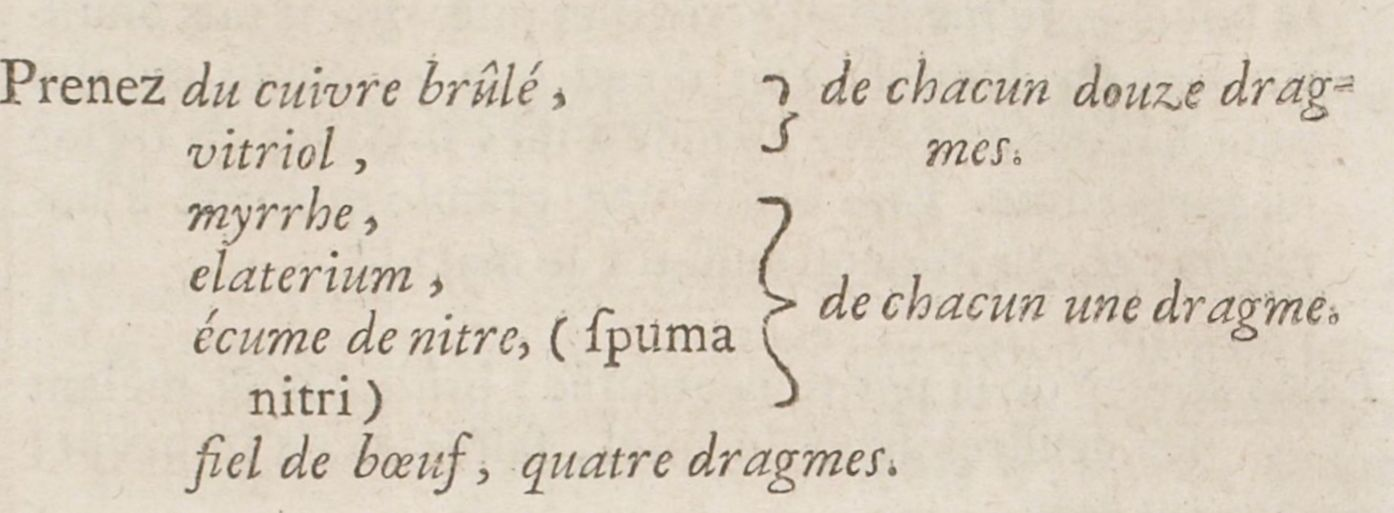 Prenez du cuivre brûlé, } de chacun douze drag-
vitriol, mes.
myrrhe,
elaterium,
écume de nitre, (ſpuma } de chacun une dragme.
nitri)
fiel de bœuf, quatre dragmes.